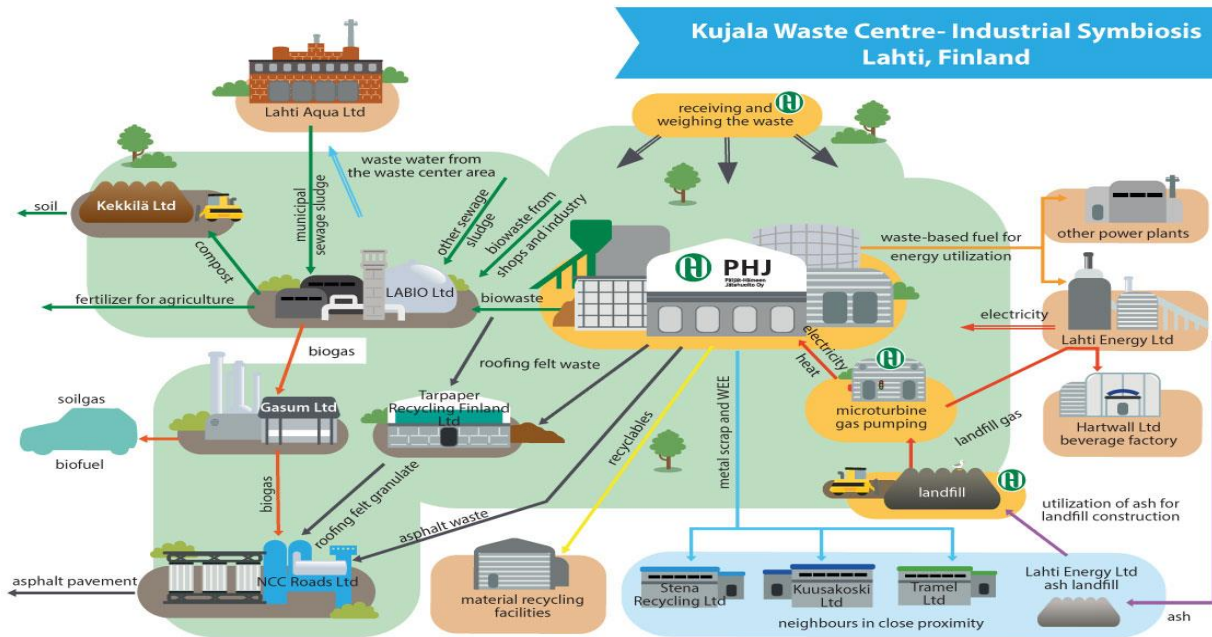 Kujala Waste Centre- Industrial Symbiosis
Lahti, Finland
receiving and
weighing the waste
Lahti Aqua Ltd
waste water from
the waste center area
municipal
sewage sludge
other sewage
sludge
biowaste from
shops and industry
soil
Kekkilä Ltd
compost
fertilizer for agriculture
LABIO Ltd
biowaste
PHJ
Päijät-Hämeen
Jätehuolto Oy
waste-based fuel for
energy utilization
other power plants
electricity
Lahti Energy Ltd
electricity
heat
microturbine
gas pumping
landfill gas
Hartwall Ltd
beverage factory
biogas
soilgas
biofuel
Gasum Ltd
roofing felt waste
Tarpaper
Recycling Finland
Ltd
recyclables
metal scrap and WEE
landfill
utilization of ash for
landfill construction
biogas
roofing felt granulate
asphalt waste
asphalt pavement
NCC Roads Ltd
material recycling
facilities
Stena
Recycling Ltd
Kuusakoski
Ltd
Tramel
Ltd
Lahti Energy Ltd
ash landfill
neighbours in close proximity
ash